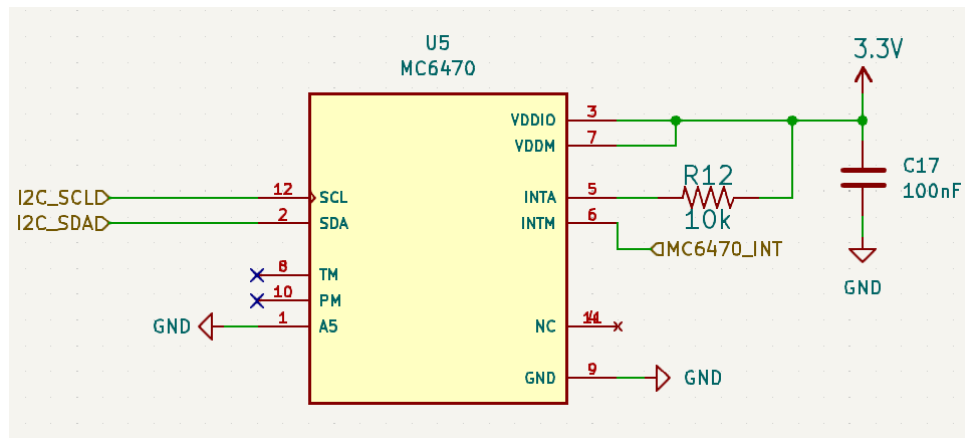 U5
MC6470
3.3V
VDDIO 3
VDDM 7
C17
100nF
I2C_SCL
12
SCL
INTA 5
R12
10k
I2C_SDA
2
SDA
INTM 6
MC6470_INT
GND
8
TM
10
PM
GND
1
A5
NC
GND 9
GND